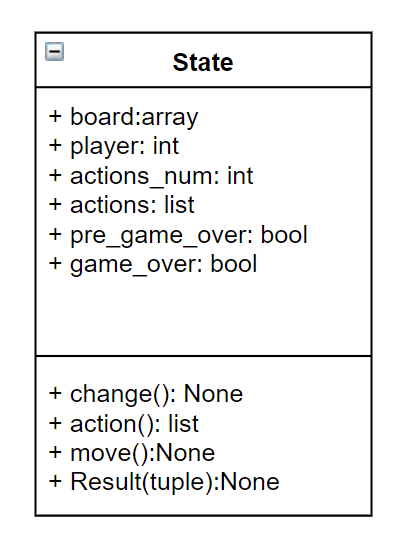 State
+ board:array
+ player: int
+ actions_num: int
+ actions: list
+ pre_game_over: bool
+ game_over: bool
+ change(): None
+ action(): list
+ move():None
+ Result(tuple):None